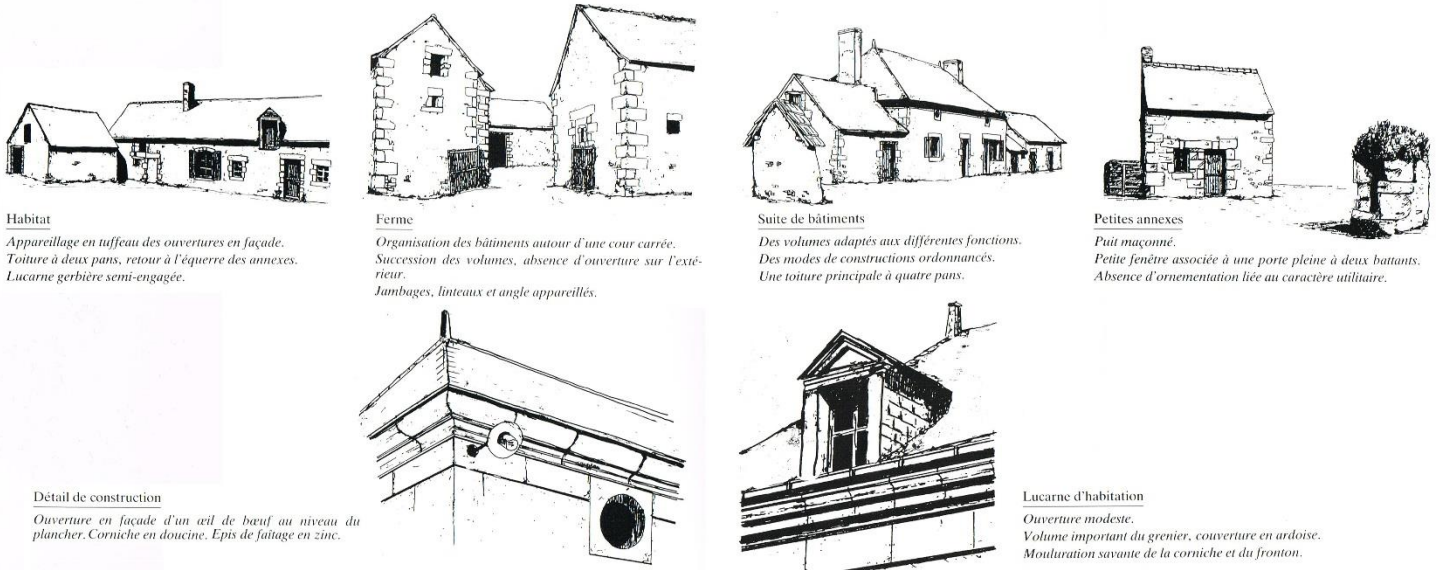 Habitat
Appareillage en tuffeau des ouvertures en façade.
Toiture à deux pans, retour à l'équerre des annexes.
Lucarne gerbière semi-engagée.
Ferme
Organisation des bâtiments autour d'une cour carrée.
Succession des volumes, absence d'ouverture sur l'exté-
rieur.
Jambages, linteaux et angle appareillés.
Suite de bâtiments
Des volumes adaptés aux différentes fonctions.
Des modes de constructions ordonnancés.
Une toiture principale à quatre pans.
Petites annexes
Puit maçonné.
Petite fenêtre associée à une porte pleine à deux battants.
Absence d'ornementation liée au caractère utilitaire.
Détail de construction
Ouverture en façade d'un œil de bœuf au niveau du
plancher. Corniche en doucine. Epis de faîtage en zinc.
Lucarne d'habitation
Ouverture modeste.
Volume important du grenier, couverture en ardoise.
Mouluration savante de la corniche et du fronton.